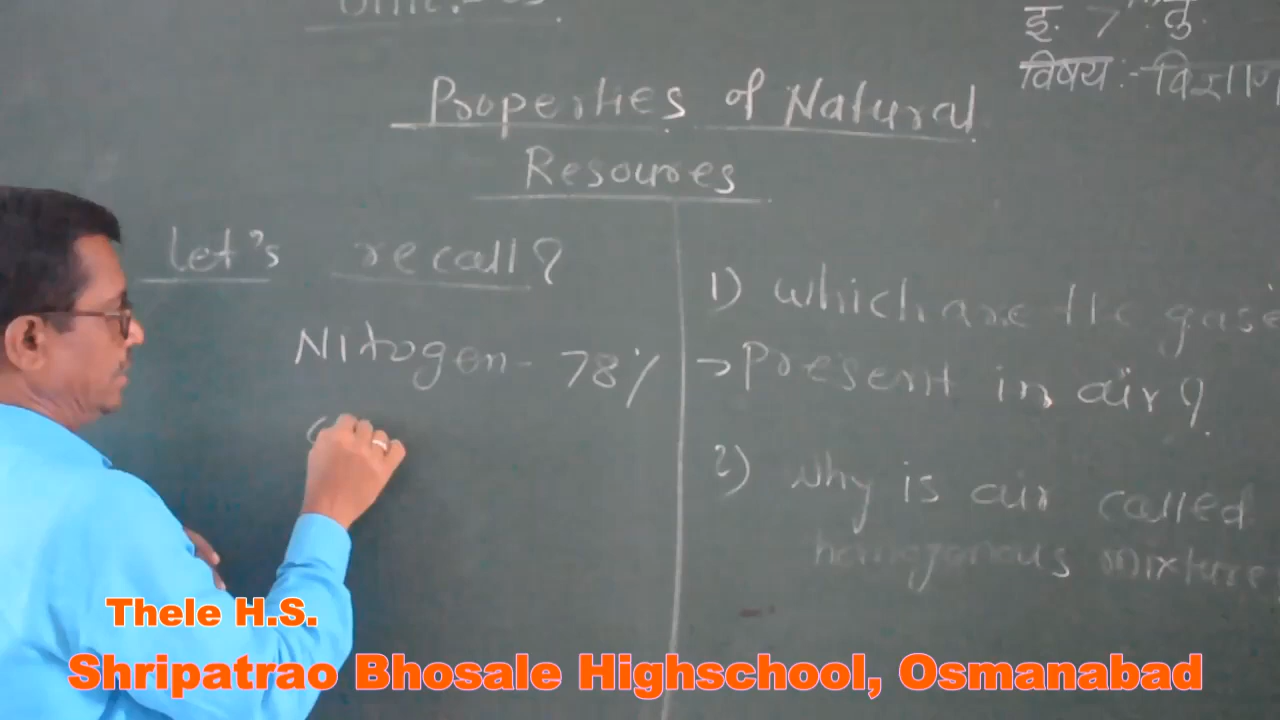 इ. 7 वी तु.
विषय :- विज्ञान
Properties of Natural
Resources
let's recall?
Nitrogen - 78%
1) which are the gases
present in air?
2) why is air called
homogenous mixture
Thele H.S.
Shripatrao Bhosale Highschool, Osmanabad